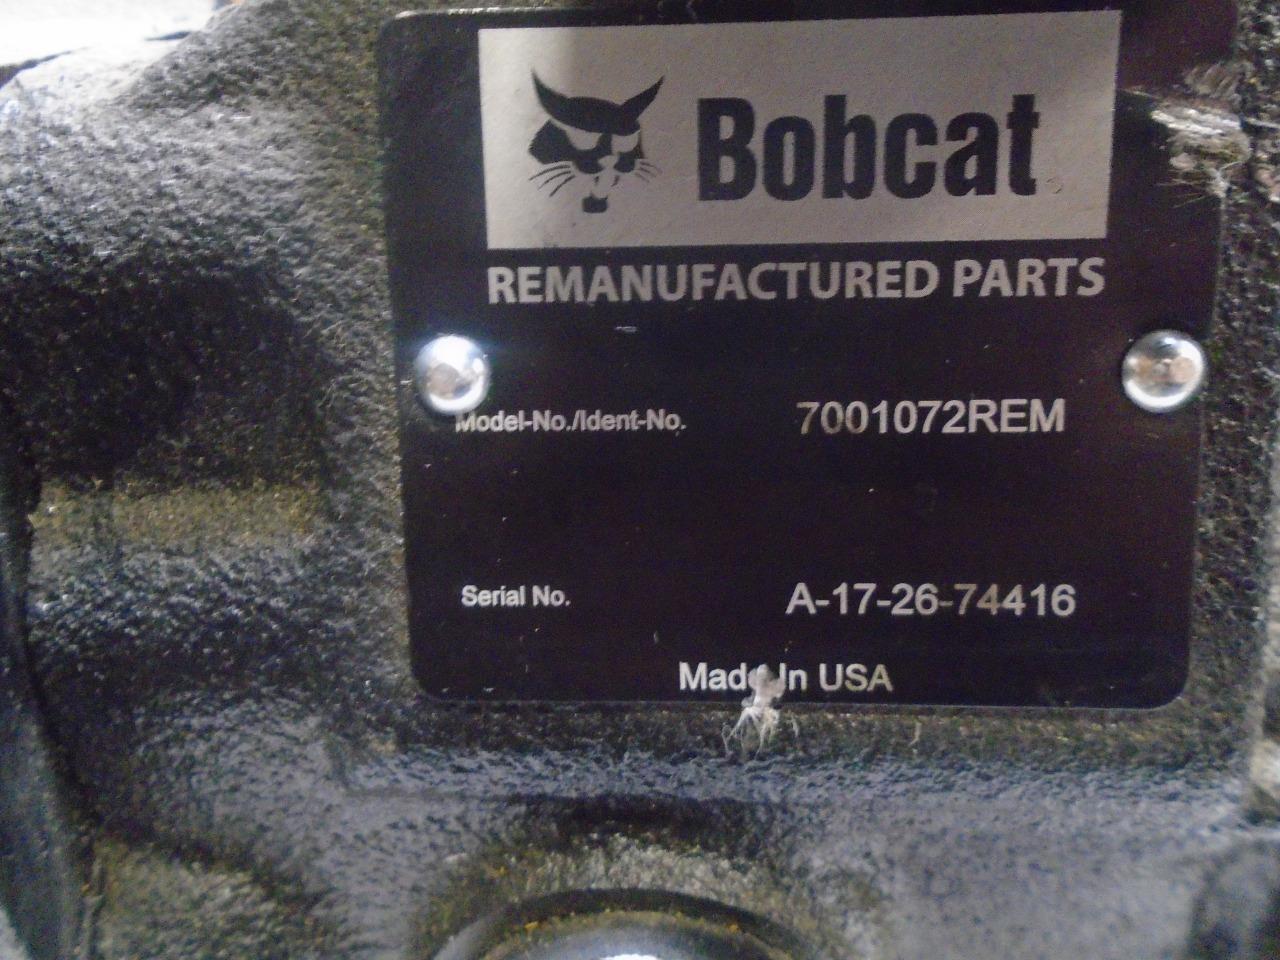 Bobcat
REMANUFACTURED PARTS
Model-No./Ident-No. 7001072REM
Serial No. A-17-26-74416
Made In USA